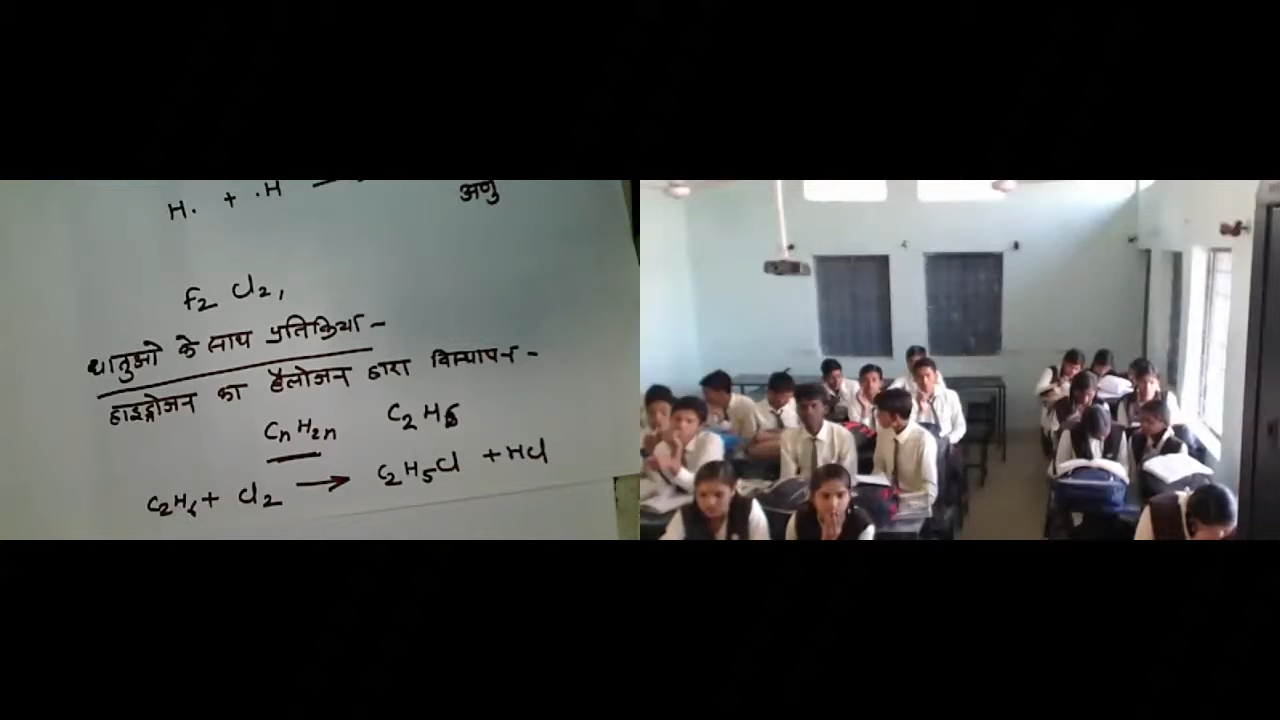 H· + ·H
अणु
F₂ Cl₂,
धातुओ के साथ प्रतिक्रिया -
हाइड्रोजन का हैलोजन द्वारा विस्थापन -
CₙH₂ₙ C₂H₆
C₂H₆ + Cl₂ → C₂H₅Cl + HCl